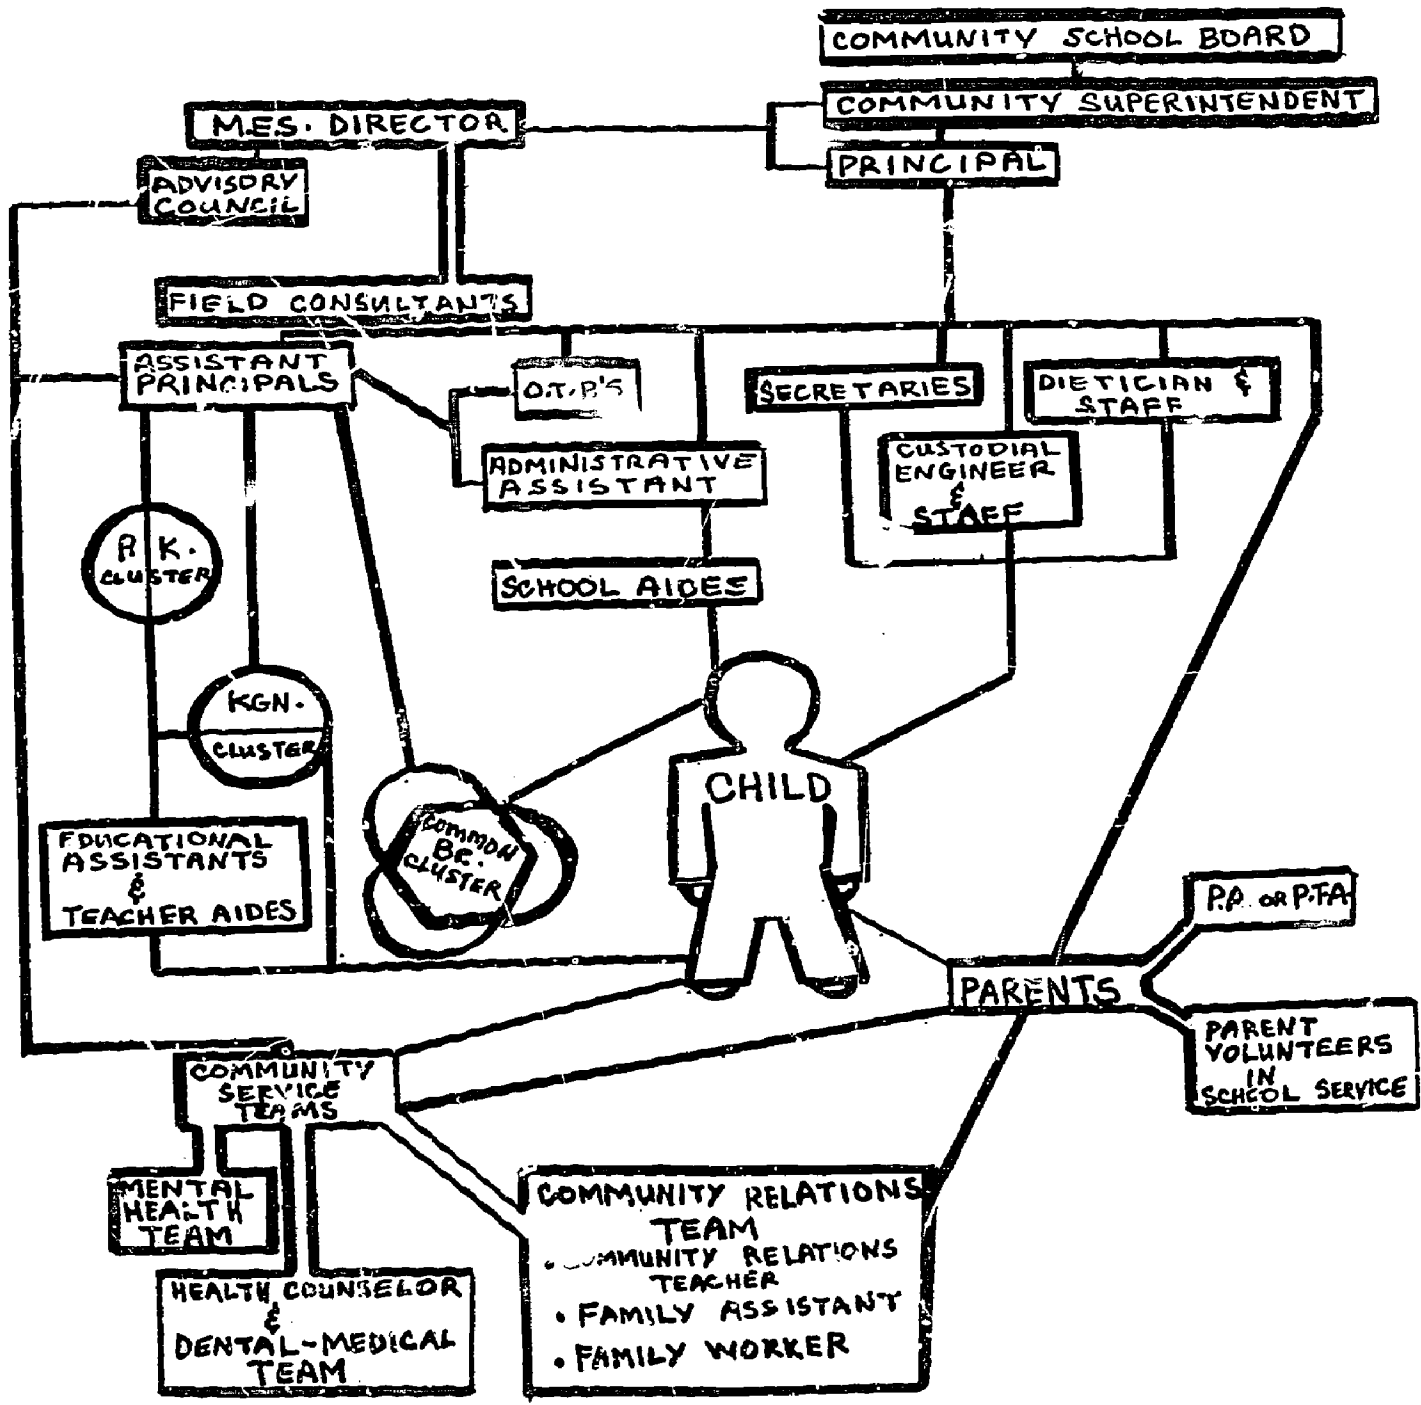 COMMUNITY SCHOOL BOARD
COMMUNITY SUPERINTENDENT
M.E.S. DIRECTOR
PRINCIPAL
ADVISORY
COUNCIL
FIELD CONSULTANTS
ASSISTANT
PRINCIPALS
O.T.P.'S
SECRETARIES
DIETICIAN &
STAFF
ADMINISTRATIVE
ASSISTANT
CUSTODIAL
ENGINEER
&
STAFF
K.
CLUSTER
SCHOOL AIDES
KGN.
CLUSTER
CHILD
COMMON
BR.
CLUSTER
EDUCATIONAL
ASSISTANTS
&
TEACHER AIDES
P.A. OR P.T.A
PARENTS
PARENT
VOLUNTEERS
IN
SCHOOL SERVICE
COMMUNITY
SERVICE
TEAMS
MENTAL
HEALTH
TEAM
HEALTH COUNSELOR
&
DENTAL-MEDICAL
TEAM
COMMUNITY RELATIONS
TEAM
• COMMUNITY RELATIONS
TEACHER
• FAMILY ASSISTANT
• FAMILY WORKER